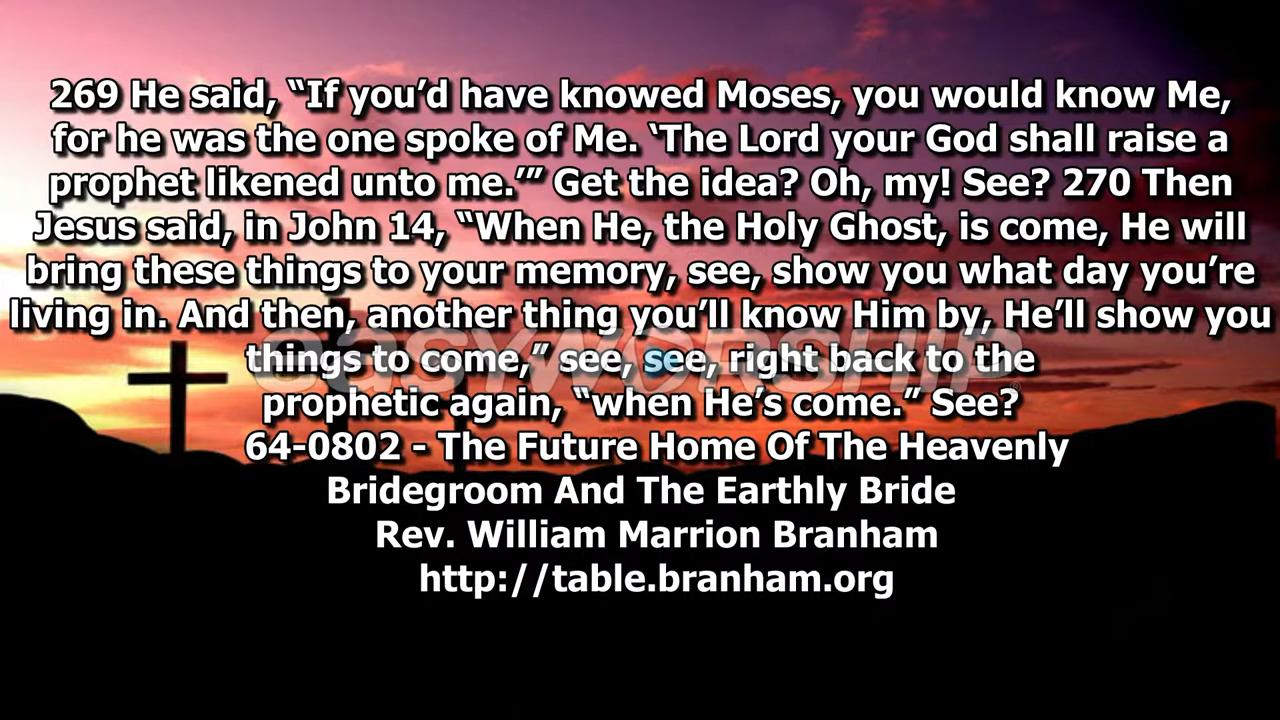 269 He said, “If you’d have knowed Moses, you would know Me,
for he was the one spoke of Me. ‘The Lord your God shall raise a
prophet likened unto me.’” Get the idea? Oh, my! See? 270 Then
Jesus said, in John 14, “When He, the Holy Ghost, is come, He will
bring these things to your memory, see, show you what day you’re
living in. And then, another thing you’ll know Him by, He’ll show you
things to come,” see, see, right back to the
prophetic again, “when He’s come.” See?
64-0802 - The Future Home Of The Heavenly
Bridegroom And The Earthly Bride
Rev. William Marrion Branham
http://table.branham.org
easyworship®